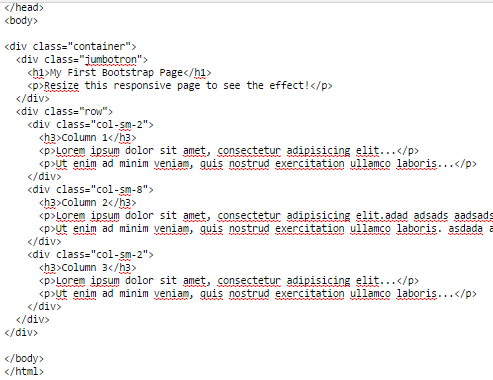 </head>
<body>
<div class="container">
<div class="jumbotron">
<h1>My First Bootstrap Page</h1>
<p>Resize this responsive page to see the effect!</p>
</div>
<div class="row">
<div class="col-sm-2">
<h3>Column 1</h3>
<p>Lorem ipsum dolor sit amet, consectetur adipisicing elit...</p>
<p>Ut enim ad minim veniam, quis nostrud exercitation ullamco laboris...</p>
</div>
<div class="col-sm-8">
<h3>Column 2</h3>
<p>Lorem ipsum dolor sit amet, consectetur adipisicing elit.adad adsads aadsads
<p>Ut enim ad minim veniam, quis nostrud exercitation ullamco laboris. asdada a
</div>
<div class="col-sm-2">
<h3>Column 3</h3>
<p>Lorem ipsum dolor sit amet, consectetur adipisicing elit...</p>
<p>Ut enim ad minim veniam, quis nostrud exercitation ullamco laboris...</p>
</div>
</div>
</div>
</body>
</html>